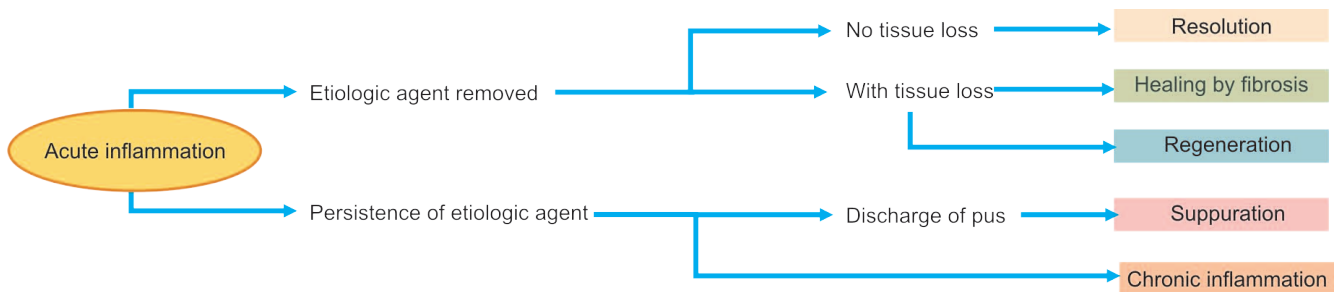 No tissue loss
Resolution
Etiologic agent removed
With tissue loss
Healing by fibrosis
Acute inflammation
Regeneration
Persistence of etiologic agent
Discharge of pus
Suppuration
Chronic inflammation